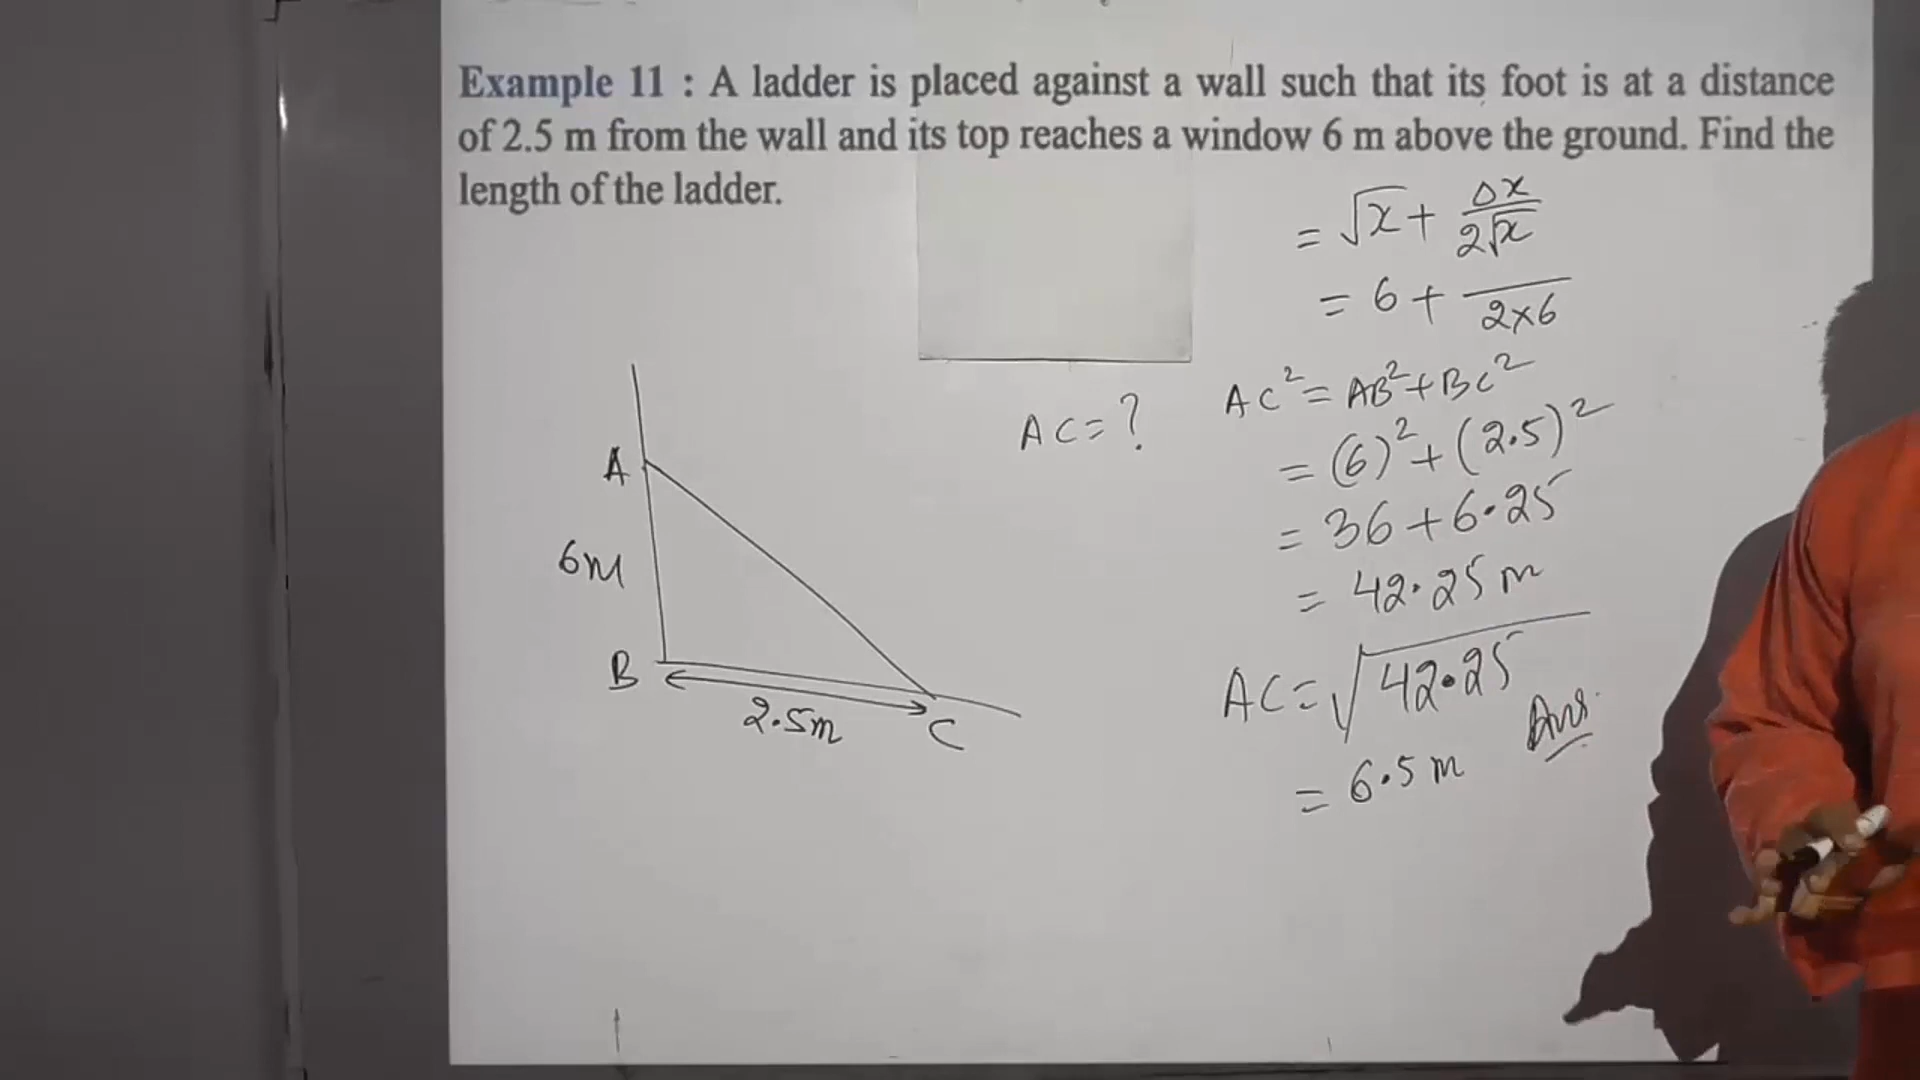 Example 11 : A ladder is placed against a wall such that its foot is at a distance
of 2.5 m from the wall and its top reaches a window 6 m above the ground. Find the
length of the ladder.
= √x + Δx/2√x
= 6 + /2×6
AC = ?
AC² = AB² + BC²
= (6)² + (2.5)²
= 36 + 6.25
= 42.25 m
AC = √42.25
= 6.5 m Ans
A
6m
B
2.5m
C